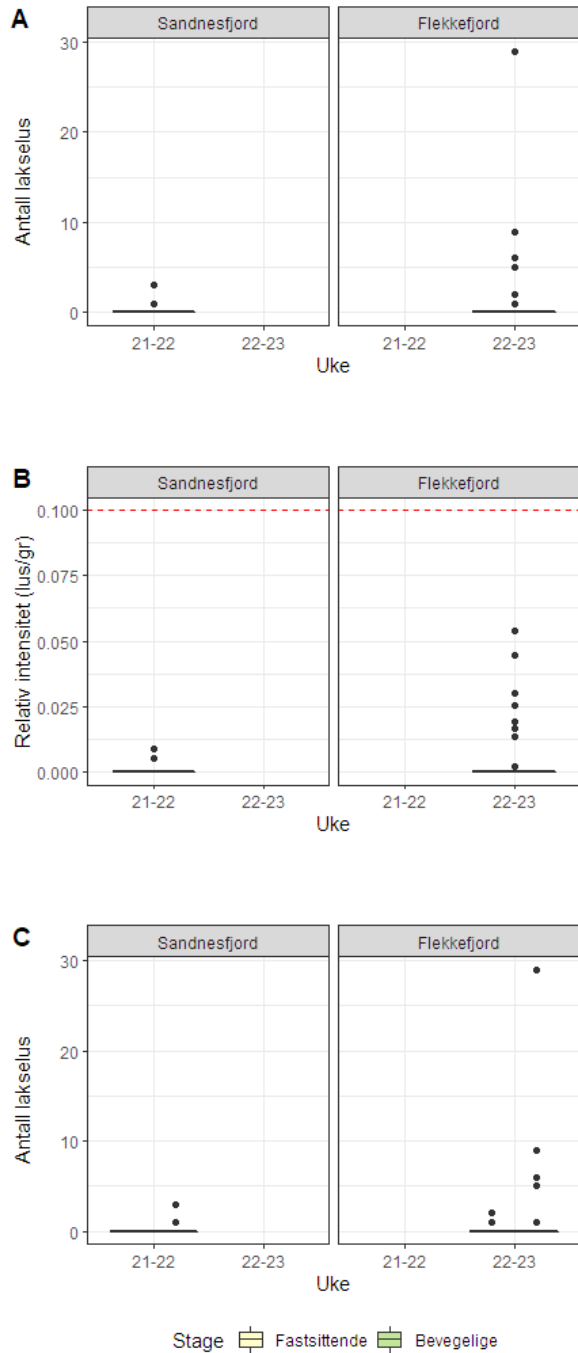 A
Sandnesfjord Flekkefjord
Antall lakselus
30
20
10
0
21-22 22-23 21-22 22-23
Uke
B
Sandnesfjord Flekkefjord
Relativ intensitet (lus/gr)
0.100
0.075
0.050
0.025
0.000
21-22 22-23 21-22 22-23
Uke
C
Sandnesfjord Flekkefjord
Antall lakselus
30
20
10
0
21-22 22-23 21-22 22-23
Uke
Stage Fastsittende Bevegelige